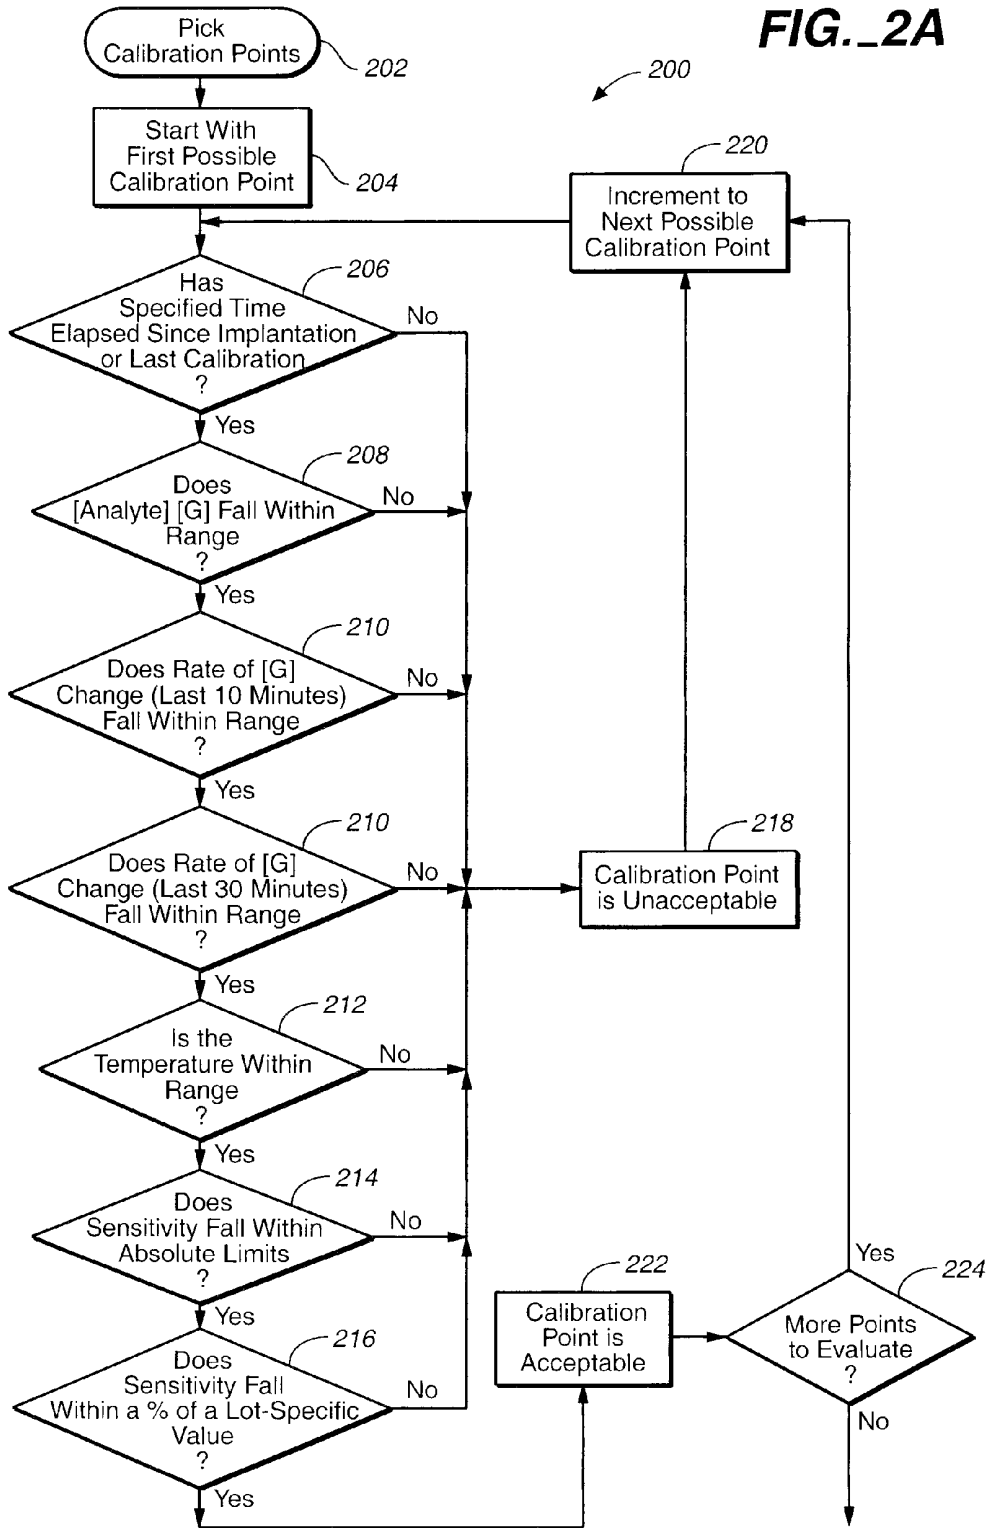 FIG._2A
Pick
Calibration Points
202
200
Start With
First Possible
Calibration Point
204
220
Increment to
Next Possible
Calibration Point
206
Has
Specified Time
Elapsed Since Implantation
or Last Calibration
?
No
Yes
208
Does
[Analyte] [G] Fall Within
Range
?
No
Yes
210
Does Rate of [G]
Change (Last 10 Minutes)
Fall Within Range
?
No
Yes
210
Does Rate of [G]
Change (Last 30 Minutes)
Fall Within Range
?
No
Yes
218
Calibration Point
is Unacceptable
212
Is the
Temperature Within
Range
?
No
Yes
214
Does
Sensitivity Fall Within
Absolute Limits
?
No
Yes
216
Does
Sensitivity Fall
Within a % of a Lot-Specific
Value
?
No
Yes
222
Calibration
Point is
Acceptable
224
More Points
to Evaluate
?
Yes
No